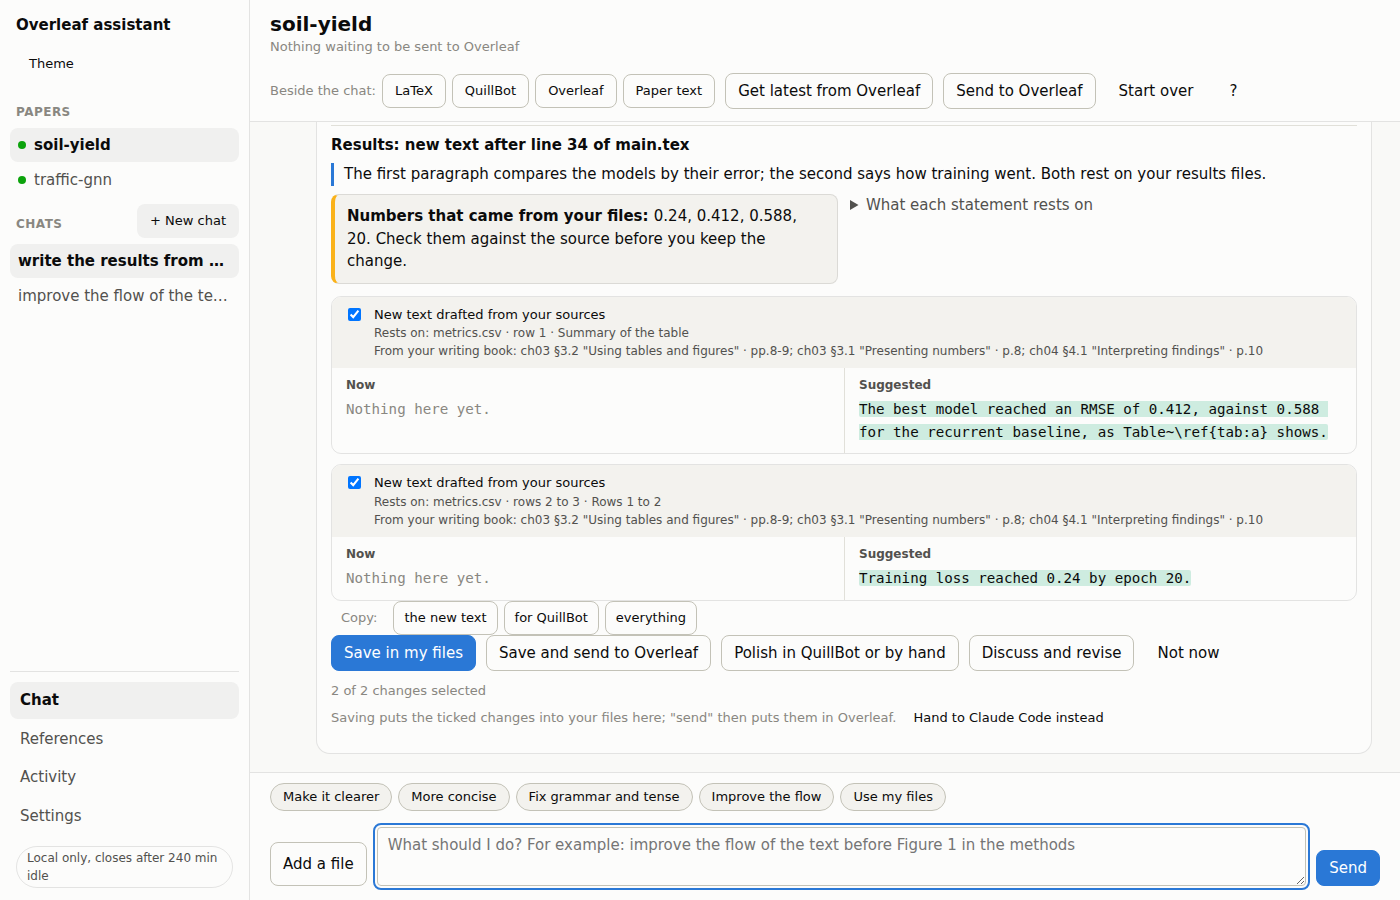 Overleaf assistant
Theme
PAPERS
soil-yield
traffic-gnn
CHATS
+ New chat
write the results from ...
improve the flow of the te...
Chat
References
Activity
Settings
Local only, closes after 240 min
idle
soil-yield
Nothing waiting to be sent to Overleaf
Beside the chat: LaTeX QuillBot Overleaf Paper text Get latest from Overleaf Send to Overleaf Start over ?
Results: new text after line 34 of main.tex
The first paragraph compares the models by their error; the second says how training went. Both rest on your results files.
Numbers that came from your files: 0.24, 0.412, 0.588,
20. Check them against the source before you keep the
change.
What each statement rests on
New text drafted from your sources
Rests on: metrics.csv · row 1 · Summary of the table
From your writing book: ch03 §3.2 "Using tables and figures" · pp.8-9; ch03 §3.1 "Presenting numbers" · p.8; ch04 §4.1 "Interpreting findings" · p.10
Now
Nothing here yet.
Suggested
The best model reached an RMSE of 0.412, against 0.588
for the recurrent baseline, as Table~\ref{tab:a} shows.
New text drafted from your sources
Rests on: metrics.csv · rows 2 to 3 · Rows 1 to 2
From your writing book: ch03 §3.2 "Using tables and figures" · pp.8-9; ch03 §3.1 "Presenting numbers" · p.8; ch04 §4.1 "Interpreting findings" · p.10
Now
Nothing here yet.
Suggested
Training loss reached 0.24 by epoch 20.
Copy: the new text for QuillBot everything
Save in my files Save and send to Overleaf Polish in QuillBot or by hand Discuss and revise Not now
2 of 2 changes selected
Saving puts the ticked changes into your files here; "send" then puts them in Overleaf. Hand to Claude Code instead
Make it clearer More concise Fix grammar and tense Improve the flow Use my files
Add a file
What should I do? For example: improve the flow of the text before Figure 1 in the methods
Send